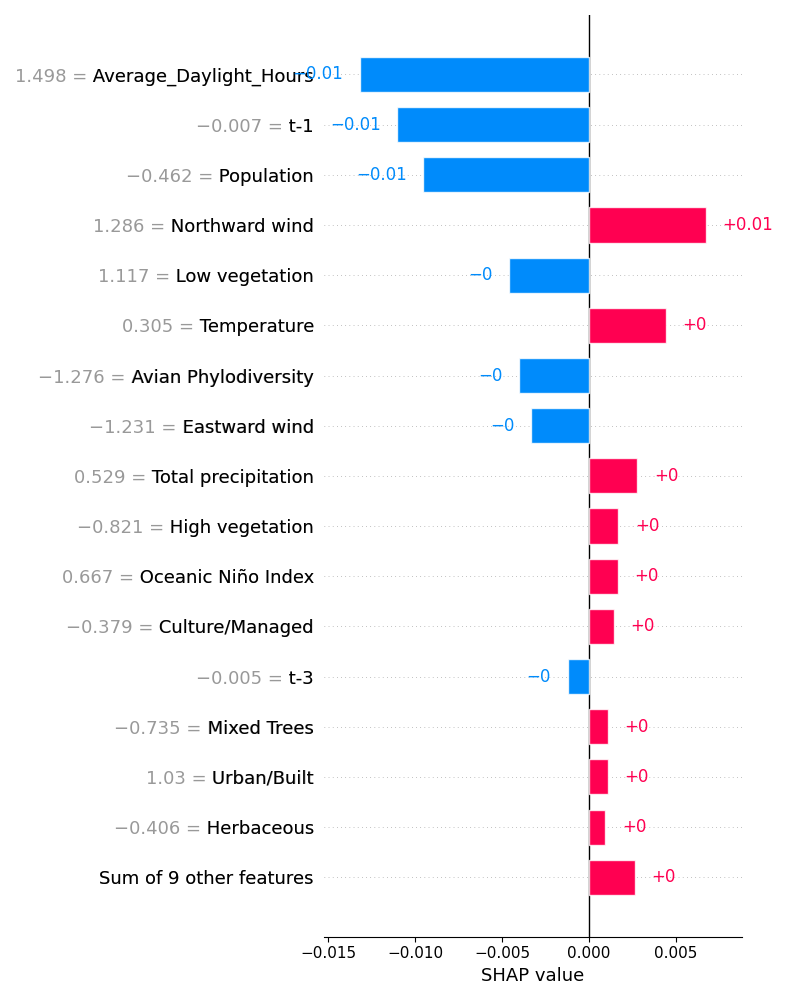 1.498 = Average_Daylight_Hours −0.01
−0.007 = t-1 −0.01
−0.462 = Population −0.01
1.286 = Northward wind +0.01
1.117 = Low vegetation −0
0.305 = Temperature +0
−1.276 = Avian Phylodiversity −0
−1.231 = Eastward wind −0
0.529 = Total precipitation +0
−0.821 = High vegetation +0
0.667 = Oceanic Niño Index +0
−0.379 = Culture/Managed +0
−0.005 = t-3 −0
−0.735 = Mixed Trees +0
1.03 = Urban/Built +0
−0.406 = Herbaceous +0
Sum of 9 other features +0
−0.015 −0.010 −0.005 0.000 0.005
SHAP value